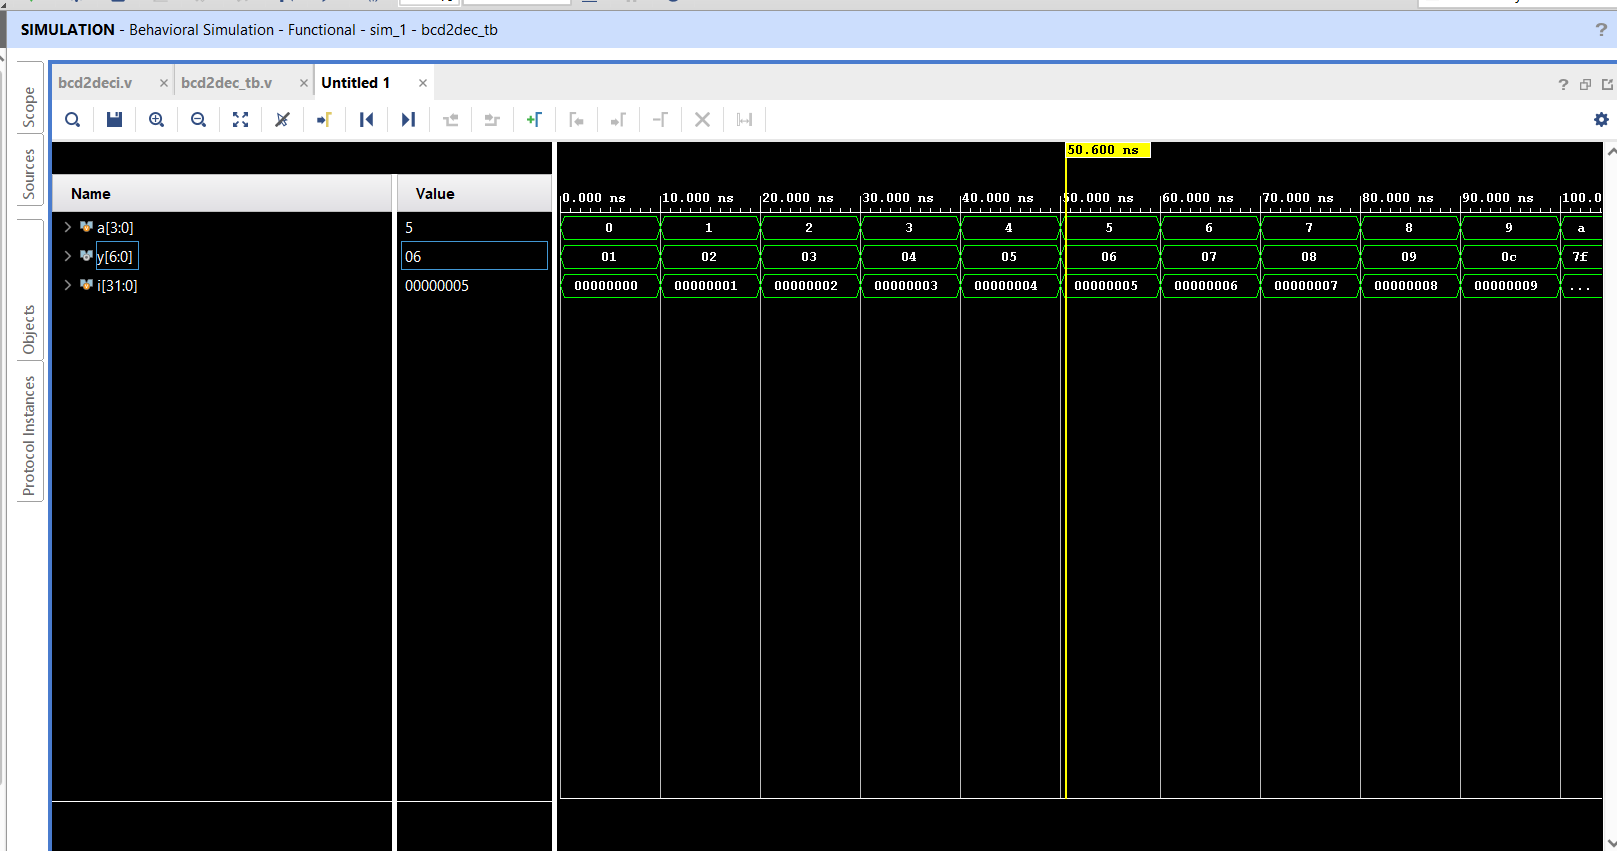 SIMULATION - Behavioral Simulation - Functional - sim_1 - bcd2dec_tb
?
Scope
Sources
Objects
Protocol Instances
bcd2deci.v × bcd2dec_tb.v × Untitled 1 ×
?
50.600 ns
Name Value
0.000 ns 10.000 ns 20.000 ns 30.000 ns 40.000 ns 50.000 ns 60.000 ns 70.000 ns 80.000 ns 90.000 ns 100.0
a[3:0] 5 0 1 2 3 4 5 6 7 8 9 a
y[6:0] 06 01 02 03 04 05 06 07 08 09 0c 7f
i[31:0] 00000005 00000000 00000001 00000002 00000003 00000004 00000005 00000006 00000007 00000008 00000009 ...